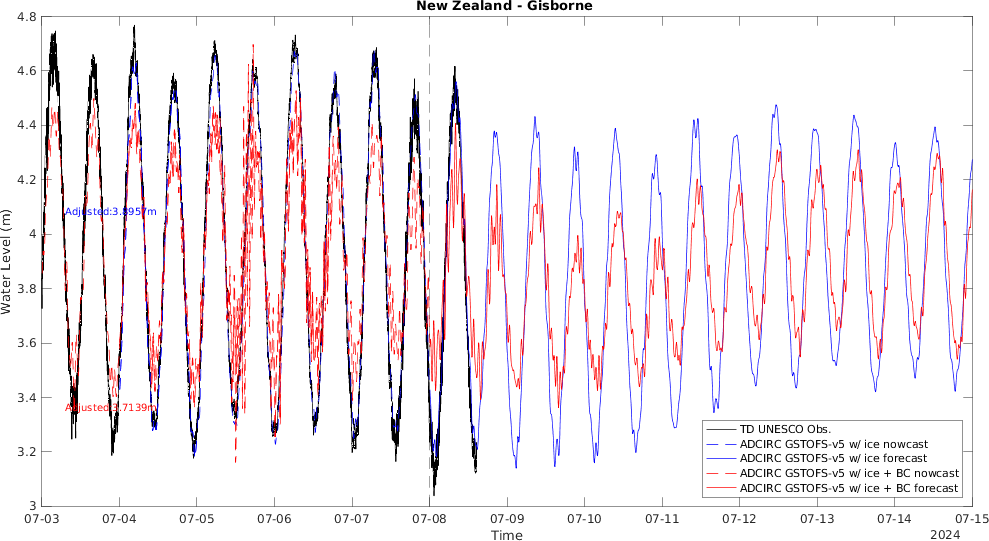 New Zealand - Gisborne
4.8
4.6
4.4
4.2
4
3.8
3.6
3.4
3.2
3
Water Level (m)
Adjusted:3.8957m
Adjusted:3.7139m
TD UNESCO Obs.
ADCIRC GSTOFS-v5 w/ ice nowcast
ADCIRC GSTOFS-v5 w/ ice forecast
ADCIRC GSTOFS-v5 w/ ice + BC nowcast
ADCIRC GSTOFS-v5 w/ ice + BC forecast
07-03 07-04 07-05 07-06 07-07 07-08 07-09 07-10 07-11 07-12 07-13 07-14 07-15
Time
2024